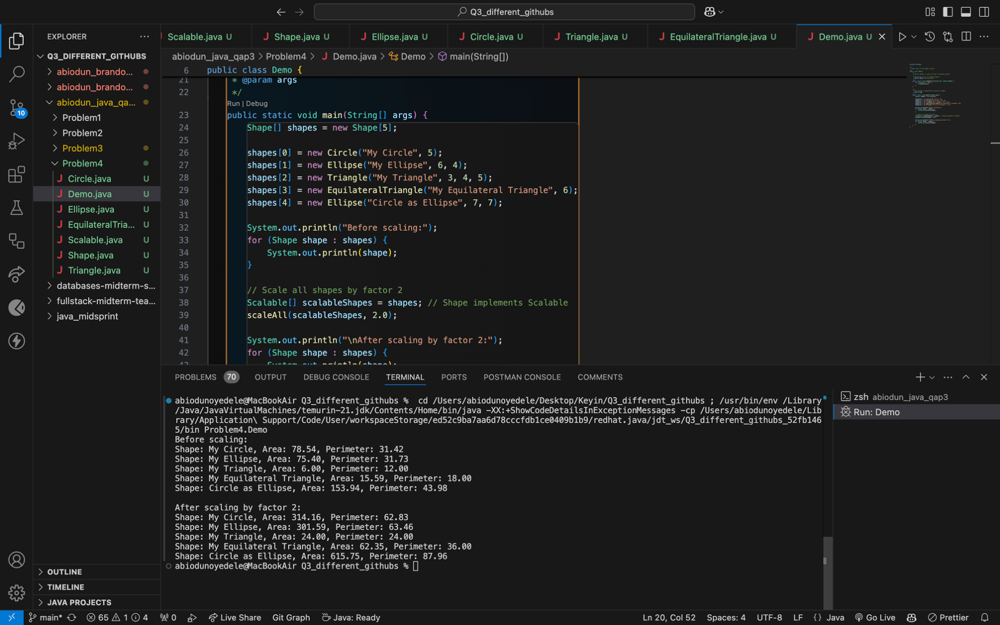 Q3_different_githubs
EXPLORER
Q3_DIFFERENT_GITHUBS
abiodun_brando...
abiodun_brando...
abiodun_java_qa...
Problem1
Problem2
Problem3
Problem4
Circle.java U
Demo.java U
Ellipse.java U
EquilateralTria... U
Scalable.java U
Shape.java U
Triangle.java U
databases-midterm-s...
fullstack-midterm-tea...
java_midsprint
OUTLINE
TIMELINE
JAVA PROJECTS
10
Scalable.java U
Shape.java U
Ellipse.java U
Circle.java U
Triangle.java U
EquilateralTriangle.java U
Demo.java U
abiodun_java_qap3 > Problem4 > Demo.java > Demo > main(String[])
6 public class Demo {
21 * @param args
22 */
Run | Debug
23 public static void main(String[] args) {
24 Shape[] shapes = new Shape[5];
25
26 shapes[0] = new Circle("My Circle", 5);
27 shapes[1] = new Ellipse("My Ellipse", 6, 4);
28 shapes[2] = new Triangle("My Triangle", 3, 4, 5);
29 shapes[3] = new EquilateralTriangle("My Equilateral Triangle", 6);
30 shapes[4] = new Ellipse("Circle as Ellipse", 7, 7);
31
32 System.out.println("Before scaling:");
33 for (Shape shape : shapes) {
34 System.out.println(shape);
35 }
36
37 // Scale all shapes by factor 2
38 Scalable[] scalableShapes = shapes; // Shape implements Scalable
39 scaleAll(scalableShapes, 2.0);
40
41 System.out.println("\nAfter scaling by factor 2:");
42 for (Shape shape : shapes) {
43 System.out.println(shape);
PROBLEMS 70 OUTPUT DEBUG CONSOLE TERMINAL PORTS POSTMAN CONSOLE COMMENTS
abiodunoyedele@MacBookAir Q3_different_githubs % cd /Users/abiodunoyedele/Desktop/Keyin/Q3_different_githubs ; /usr/bin/env /Library
/Java/JavaVirtualMachines/temurin-21.jdk/Contents/Home/bin/java -XX:+ShowCodeDetailsInExceptionMessages -cp /Users/abiodunoyedele/Lib
rary/Application\ Support/Code/User/workspaceStorage/ed52c9ba7aa6d78cccfdb1ce0409b1b9/redhat.java/jdt_ws/Q3_different_githubs_52fb146
5/bin Problem4.Demo
Before scaling:
Shape: My Circle, Area: 78.54, Perimeter: 31.42
Shape: My Ellipse, Area: 75.40, Perimeter: 31.73
Shape: My Triangle, Area: 6.00, Perimeter: 12.00
Shape: My Equilateral Triangle, Area: 15.59, Perimeter: 18.00
Shape: Circle as Ellipse, Area: 153.94, Perimeter: 43.98

After scaling by factor 2:
Shape: My Circle, Area: 314.16, Perimeter: 62.83
Shape: My Ellipse, Area: 301.59, Perimeter: 63.46
Shape: My Triangle, Area: 24.00, Perimeter: 24.00
Shape: My Equilateral Triangle, Area: 62.35, Perimeter: 36.00
Shape: Circle as Ellipse, Area: 615.75, Perimeter: 87.96
abiodunoyedele@MacBookAir Q3_different_githubs %
zsh abiodun_java_qap3
Run: Demo
main* 65 1 4 0 Live Share Git Graph Java: Ready Ln 20, Col 52 Spaces: 4 UTF-8 LF {} Java Go Live Prettier